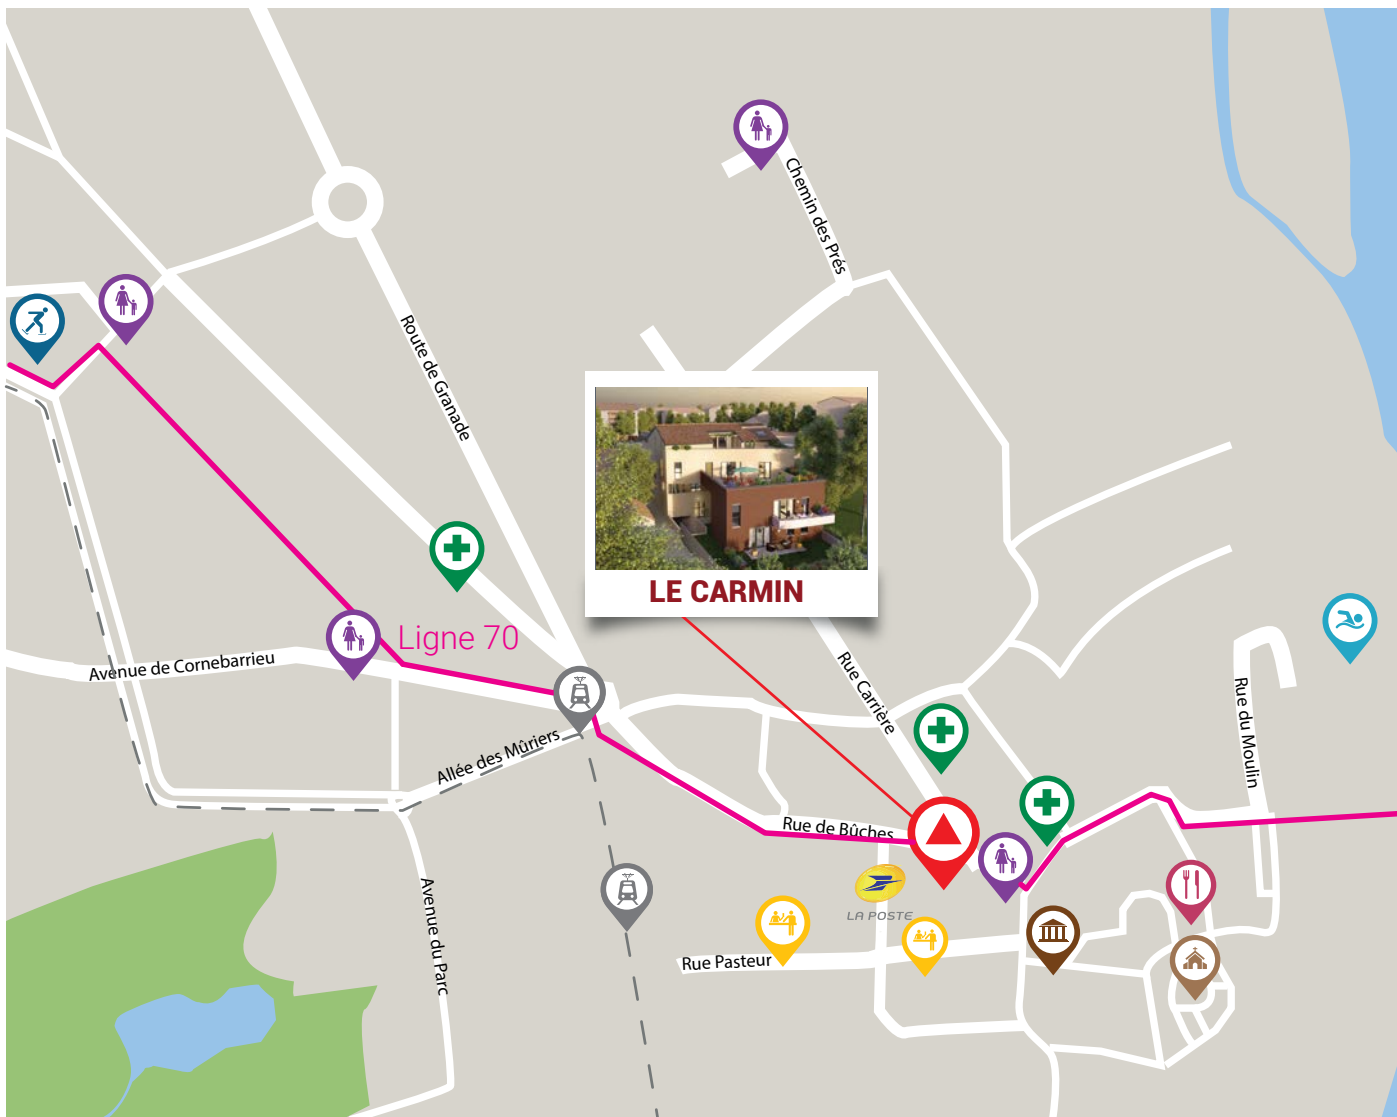 Chemin des Prés
Route de Granade
LE CARMIN
Ligne 70
Avenue de Cornebarrieu
Rue Carrière
Rue du Moulin
Allée des Mûriers
Rue de Bûches
LA POSTE
Avenue du Parc
Rue Pasteur